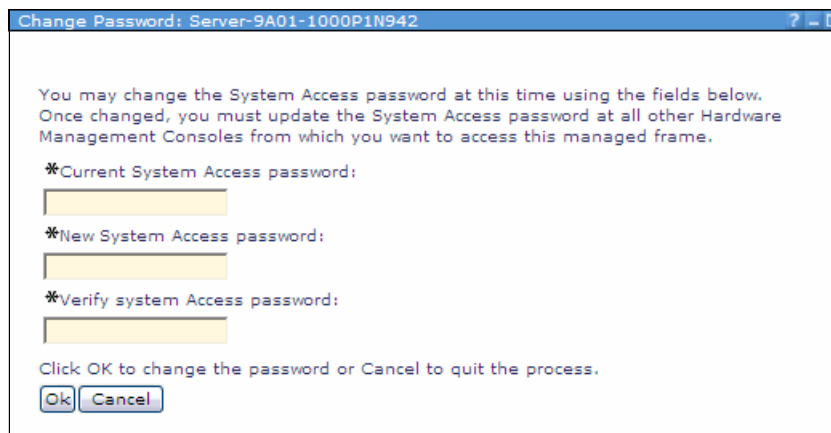 Change Password: Server-9A01-1000P1N942 ? –
You may change the System Access password at this time using the fields below.
Once changed, you must update the System Access password at all other Hardware
Management Consoles from which you want to access this managed frame.
*Current System Access password:
*New System Access password:
*Verify system Access password:
Click OK to change the password or Cancel to quit the process.
Ok Cancel